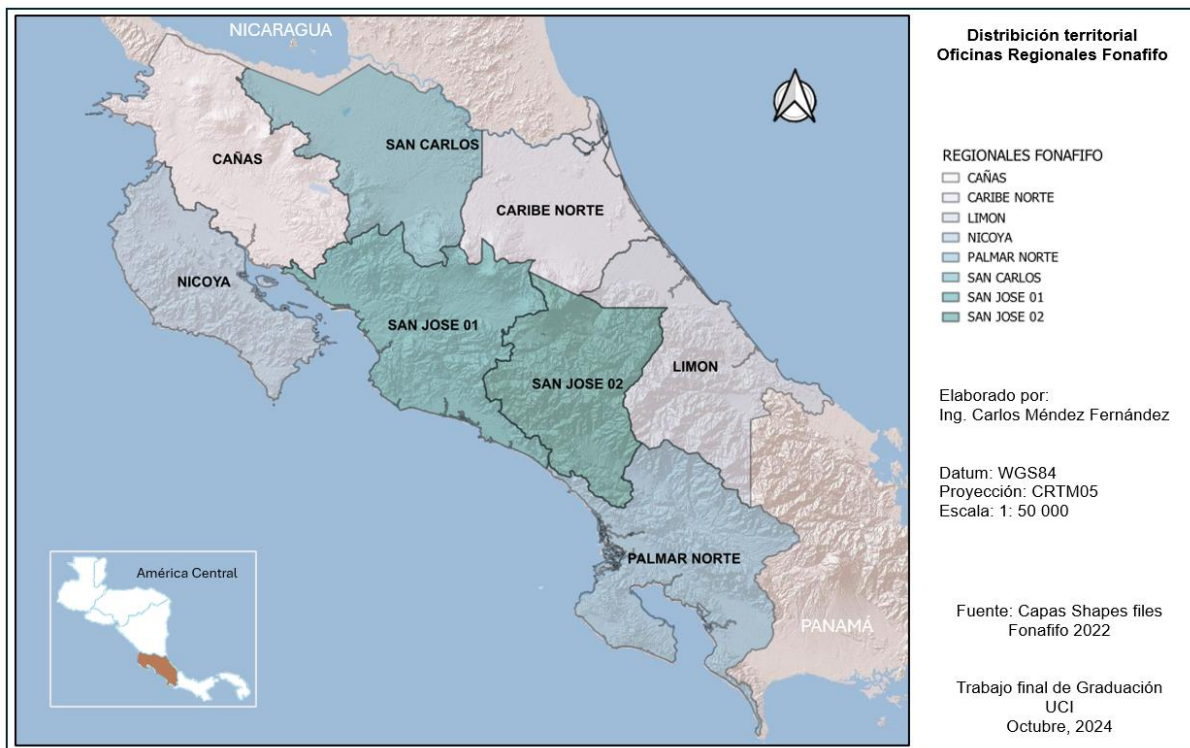 NICARAGUA
CAÑAS
SAN CARLOS
CARIBE NORTE
NICOYA
SAN JOSE 01
SAN JOSE 02
LIMON
PALMAR NORTE
PANAMÁ
América Central
Distribición territorial
Oficinas Regionales Fonafifo
REGIONALES FONAFIFO
CAÑAS
CARIBE NORTE
LIMON
NICOYA
PALMAR NORTE
SAN CARLOS
SAN JOSE 01
SAN JOSE 02
Elaborado por:
Ing. Carlos Méndez Fernández
Datum: WGS84
Proyección: CRTM05
Escala: 1: 50 000
Fuente: Capas Shapes files
Fonafifo 2022
Trabajo final de Graduación
UCI
Octubre, 2024